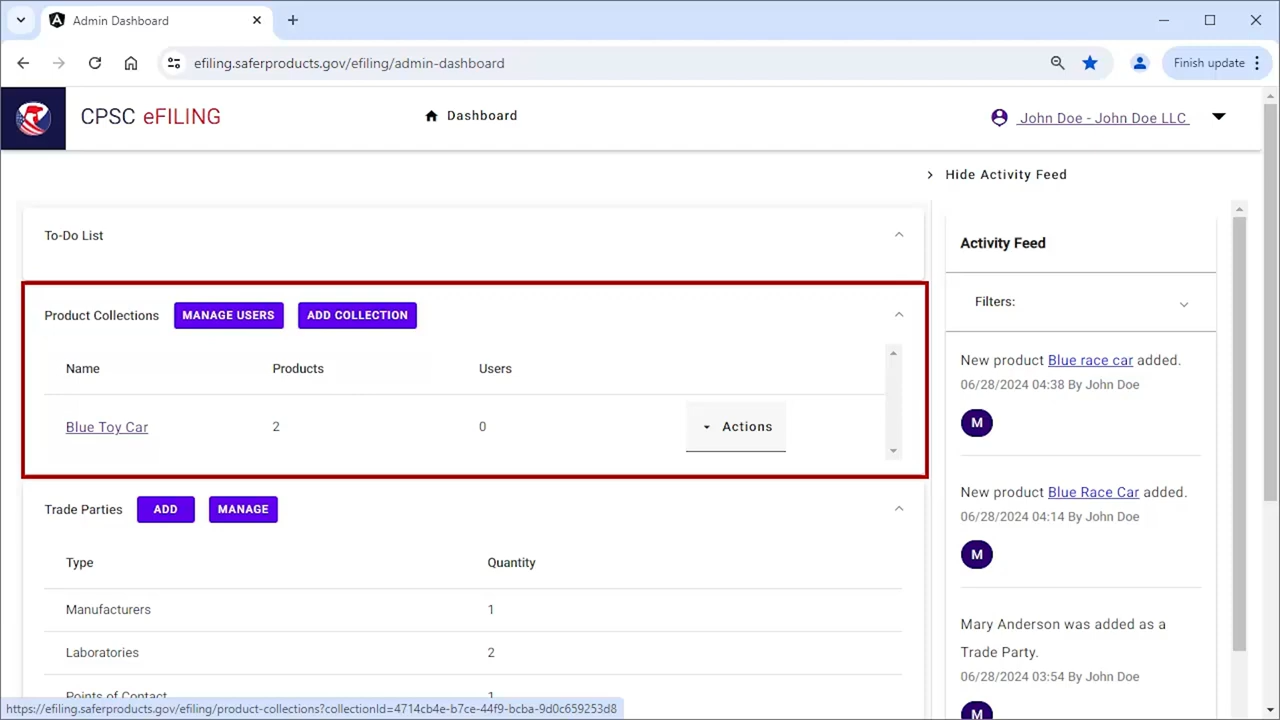 Admin Dashboard
efiling.saferproducts.gov/efiling/admin-dashboard
Finish update
CPSC eFILING
Dashboard
John Doe - John Doe LLC
Hide Activity Feed
To-Do List
Product Collections MANAGE USERS ADD COLLECTION
Name Products Users
Blue Toy Car 2 0 Actions
Trade Parties ADD MANAGE
Type Quantity
Manufacturers 1
Laboratories 2
Points of Contact 1
Activity Feed
Filters:
New product Blue race car added.
06/28/2024 04:38 By John Doe
M
New product Blue Race Car added.
06/28/2024 04:14 By John Doe
M
Mary Anderson was added as a
Trade Party.
06/28/2024 03:54 By John Doe
M
https://efiling.saferproducts.gov/efiling/product-collections?collectionId=4714cb4e-b7ce-44f9-bcba-9d0c659253d8